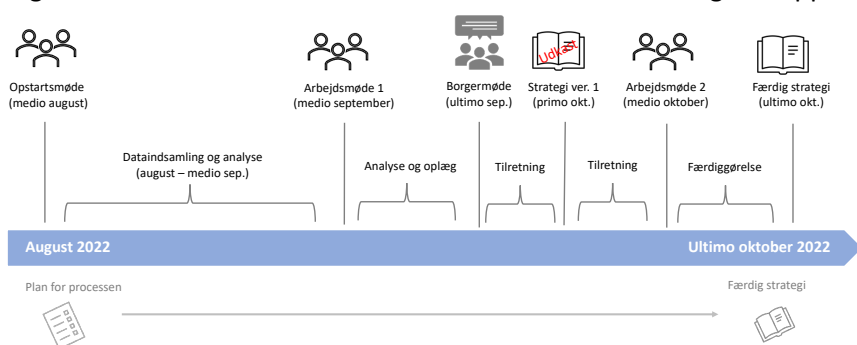 Opstartsmøde
(medio august)
Arbejdsmøde 1
(medio september)
Borgermøde
(ultimo sep.)
Udkast
Strategi ver. 1
(primo okt.)
Arbejdsmøde 2
(medio oktober)
Færdig strategi
(ultimo okt.)
Dataindsamling og analyse
(august – medio sep.)
Analyse og oplæg
Tilretning
Tilretning
Færdiggørelse
August 2022
Ultimo oktober 2022
Plan for processen
Færdig strategi